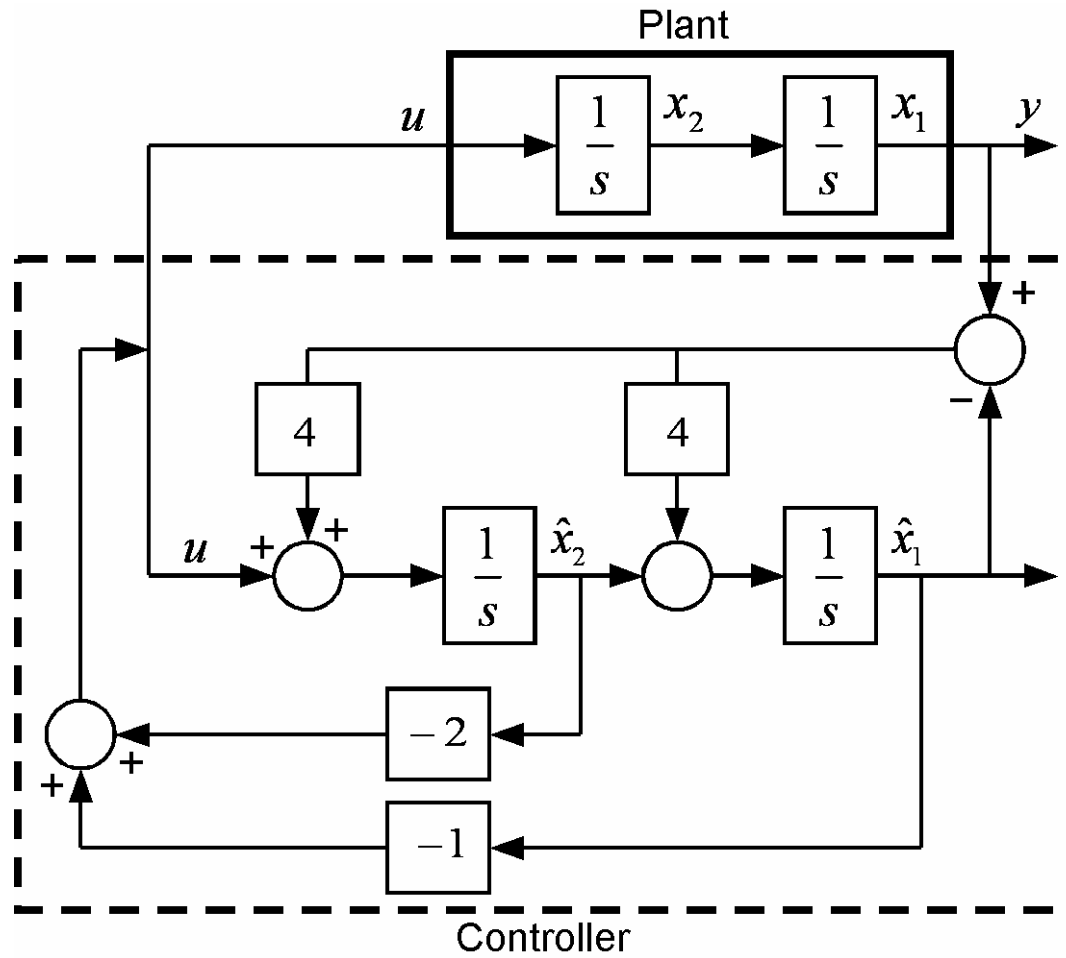 Plant
u
1
s
x₂
1
s
x₁
y
+
−
4
4
u
+
+
1
s
x̂₂
1
s
x̂₁
−2
+
+
−1
Controller